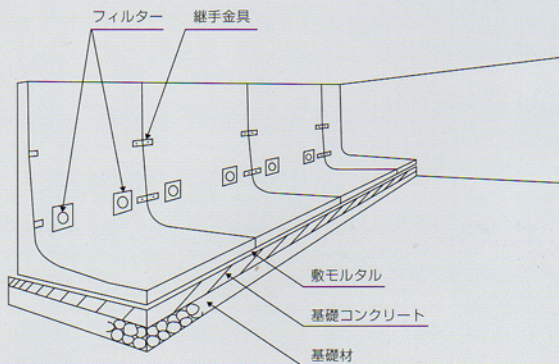 フィルター
継手金具
敷モルタル
基礎コンクリート
基礎材